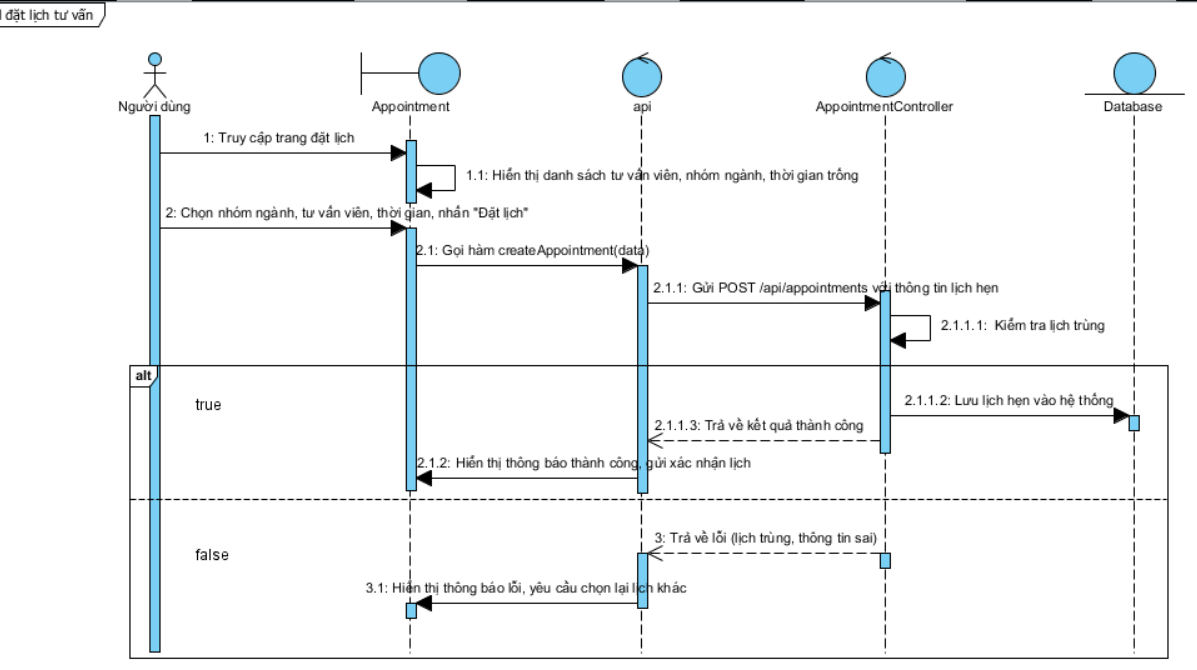 đặt lịch tư vấn
Người dùng
Appointment
api
AppointmentController
Database
1: Truy cập trang đặt lịch
1.1: Hiển thị danh sách tư vấn viên, nhóm ngành, thời gian trống
2: Chọn nhóm ngành, tư vấn viên, thời gian, nhấn "Đặt lịch"
2.1: Gọi hàm createAppointment(data)
2.1.1: Gửi POST /api/appointments với thông tin lịch hẹn
2.1.1.1: Kiểm tra lịch trùng
alt
true
2.1.1.2: Lưu lịch hẹn vào hệ thống
2.1.1.3: Trả về kết quả thành công
2.1.2: Hiển thị thông báo thành công, gửi xác nhận lịch
false
3: Trả về lỗi (lịch trùng, thông tin sai)
3.1: Hiển thị thông báo lỗi, yêu cầu chọn lại lịch khác